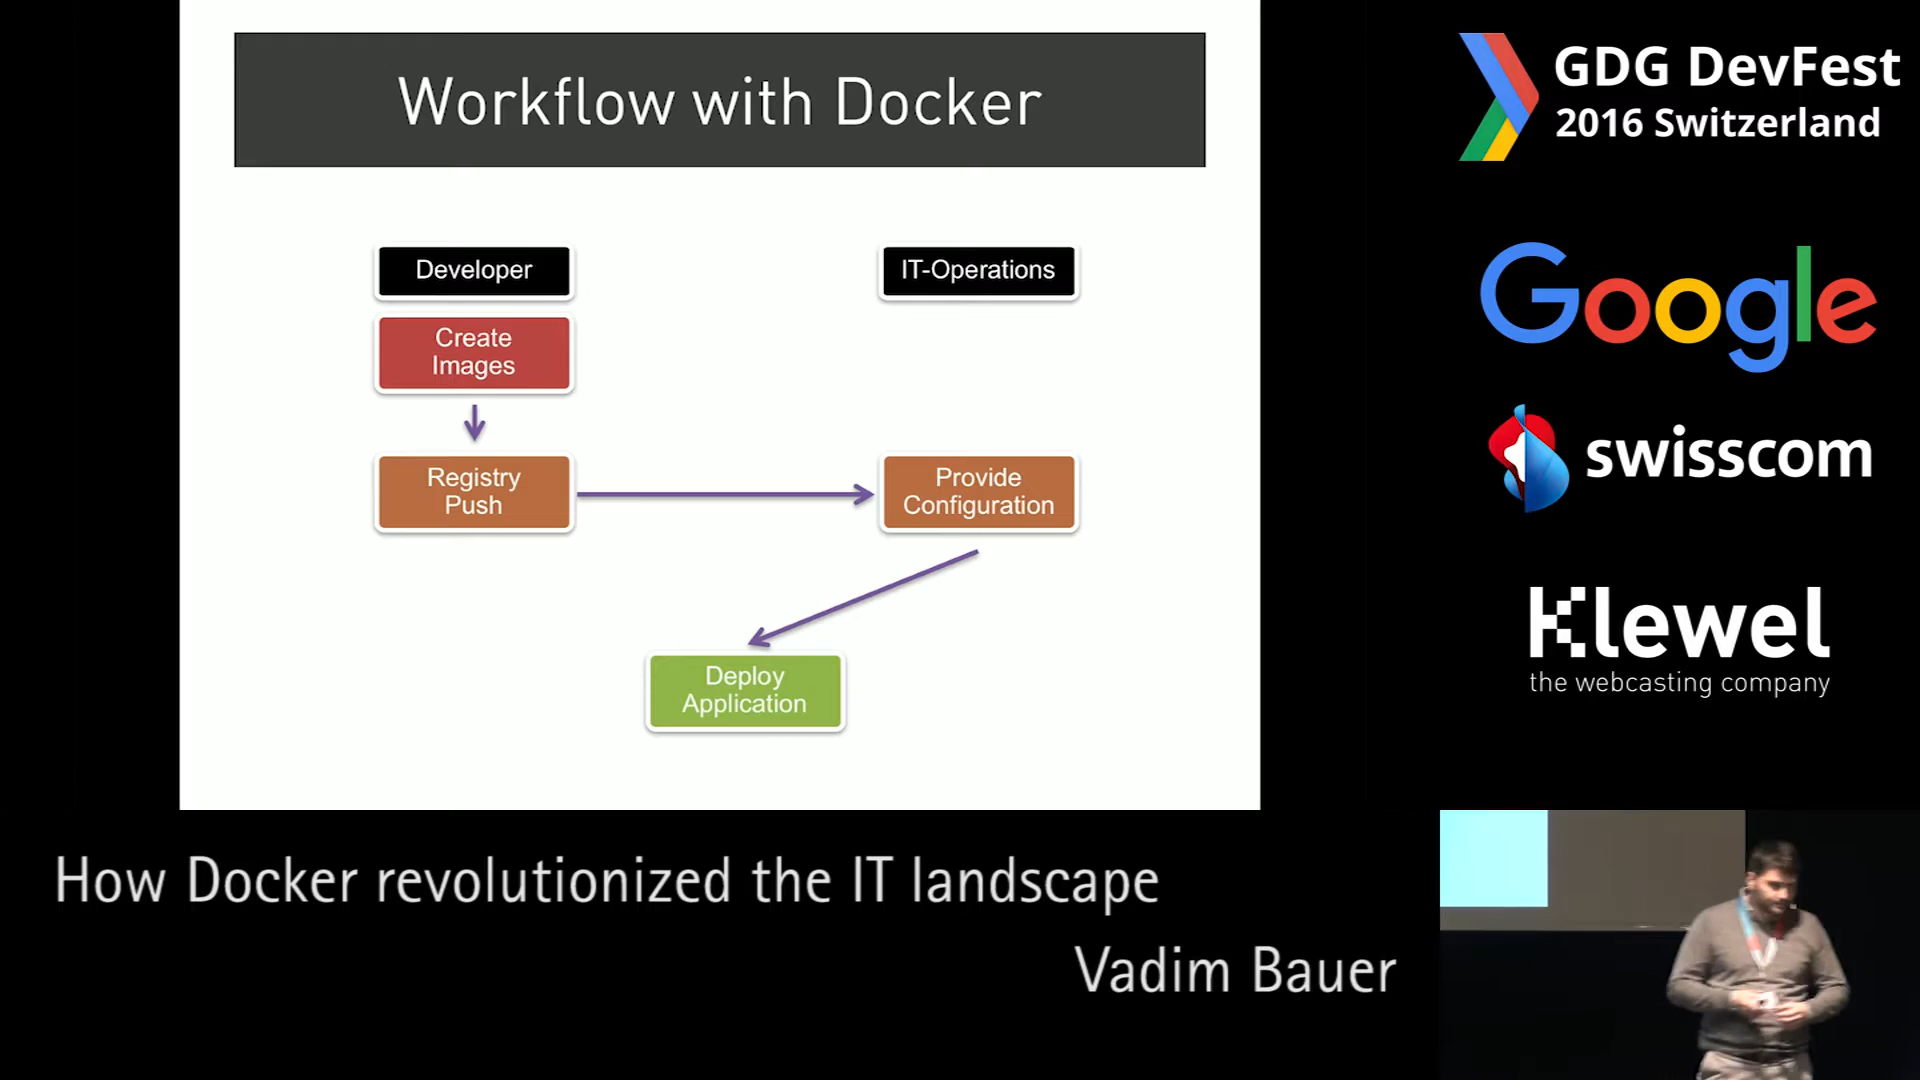 Workflow with Docker
Developer
IT-Operations
Create
Images
Registry
Push
Provide
Configuration
Deploy
Application
GDG DevFest
2016 Switzerland
Google
swisscom
Klewel
the webcasting company
How Docker revolutionized the IT landscape
Vadim Bauer